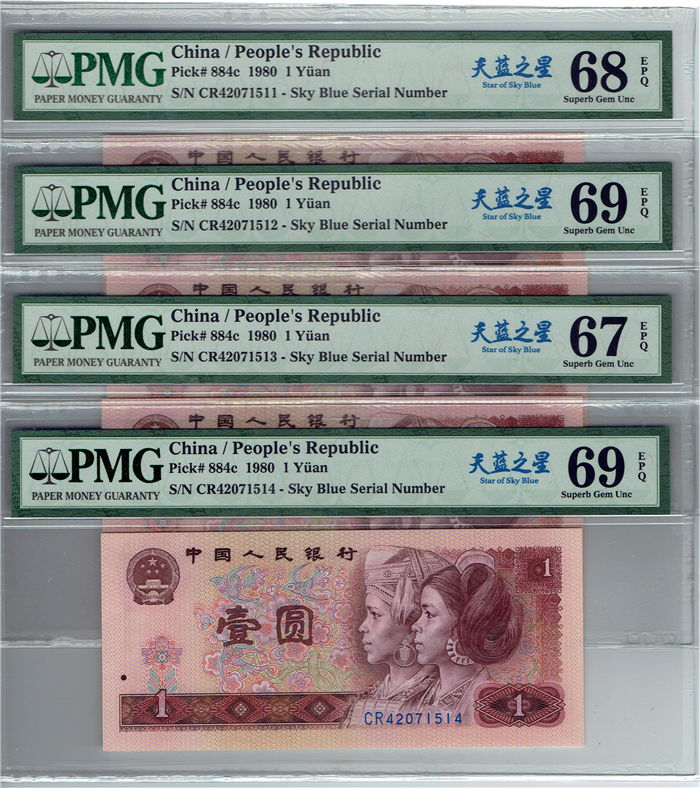 PMG
PAPER MONEY GUARANTY
China / People's Republic
Pick# 884c 1980 1 Yüan
S/N CR42071511 - Sky Blue Serial Number
天蓝之星
Star of Sky Blue
68
EPQ
Superb Gem Unc
中国人民银行
PMG
PAPER MONEY GUARANTY
China / People's Republic
Pick# 884c 1980 1 Yüan
S/N CR42071512 - Sky Blue Serial Number
天蓝之星
Star of Sky Blue
69
EPQ
Superb Gem Unc
中国人民银行
PMG
PAPER MONEY GUARANTY
China / People's Republic
Pick# 884c 1980 1 Yüan
S/N CR42071513 - Sky Blue Serial Number
天蓝之星
Star of Sky Blue
67
EPQ
Superb Gem Unc
中国人民银行
PMG
PAPER MONEY GUARANTY
China / People's Republic
Pick# 884c 1980 1 Yüan
S/N CR42071514 - Sky Blue Serial Number
天蓝之星
Star of Sky Blue
69
EPQ
Superb Gem Unc
中国人民银行
1
壹圆
1
CR42071514
1